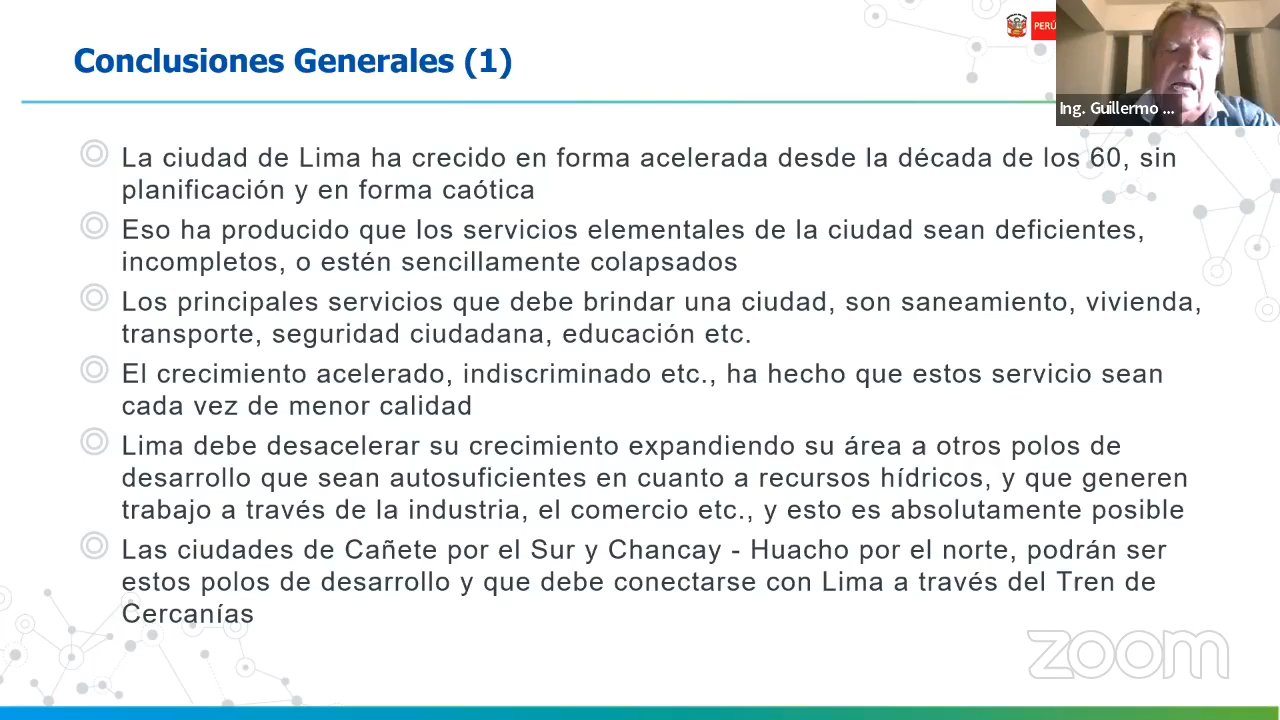 Conclusiones Generales (1)
PERÚ
Ing. Guillermo ...
La ciudad de Lima ha crecido en forma acelerada desde la década de los 60, sin
planificación y en forma caótica
Eso ha producido que los servicios elementales de la ciudad sean deficientes,
incompletos, o estén sencillamente colapsados
Los principales servicios que debe brindar una ciudad, son saneamiento, vivienda,
transporte, seguridad ciudadana, educación etc.
El crecimiento acelerado, indiscriminado etc., ha hecho que estos servicio sean
cada vez de menor calidad
Lima debe desacelerar su crecimiento expandiendo su área a otros polos de
desarrollo que sean autosuficientes en cuanto a recursos hídricos, y que generen
trabajo a través de la industria, el comercio etc., y esto es absolutamente posible
Las ciudades de Cañete por el Sur y Chancay - Huacho por el norte, podrán ser
estos polos de desarrollo y que debe conectarse con Lima a través del Tren de
Cercanías
zoom